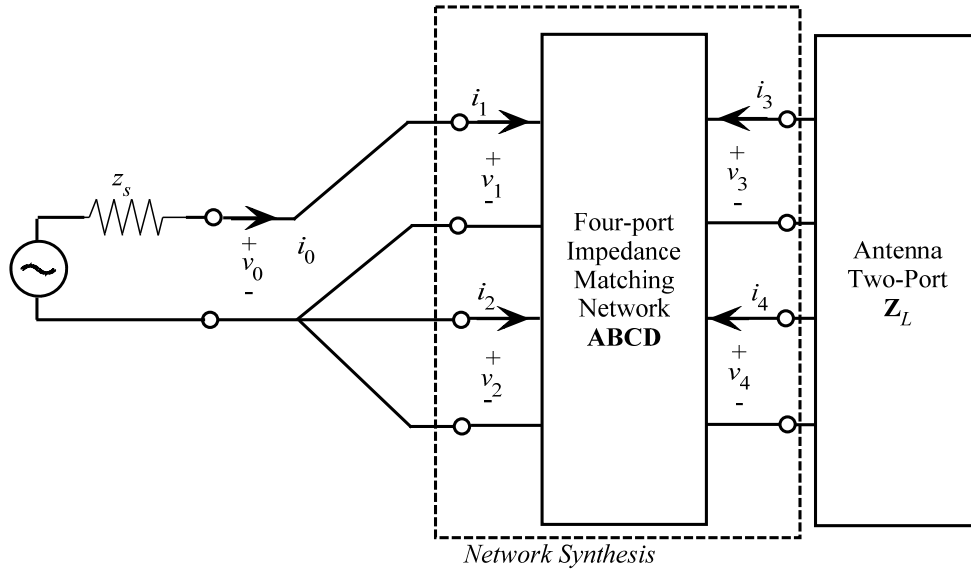 z_s
+
v_0
-
i_0
i_1
+
v_1
-
i_2
+
v_2
-
Four-port
Impedance
Matching
Network
ABCD
i_3
+
v_3
-
i_4
+
v_4
-
Antenna
Two-Port
Z_L
Network Synthesis